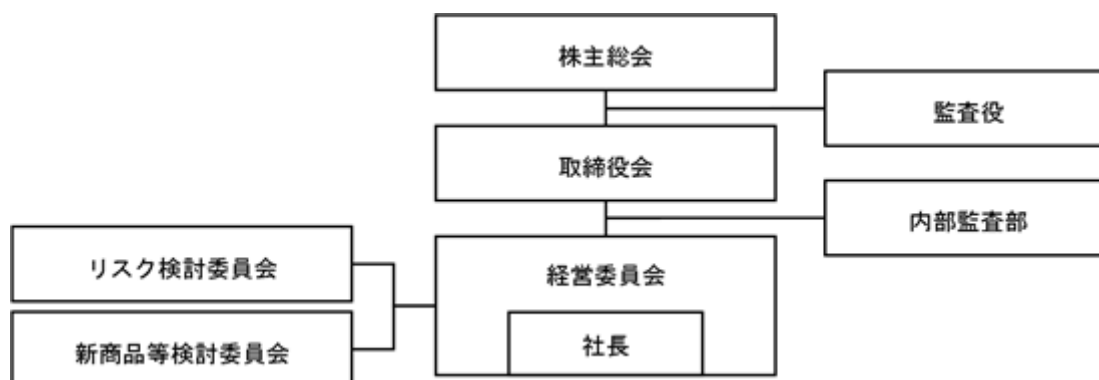 株主総会
監査役
取締役会
内部監査部
リスク検討委員会
経営委員会
社長
新商品等検討委員会